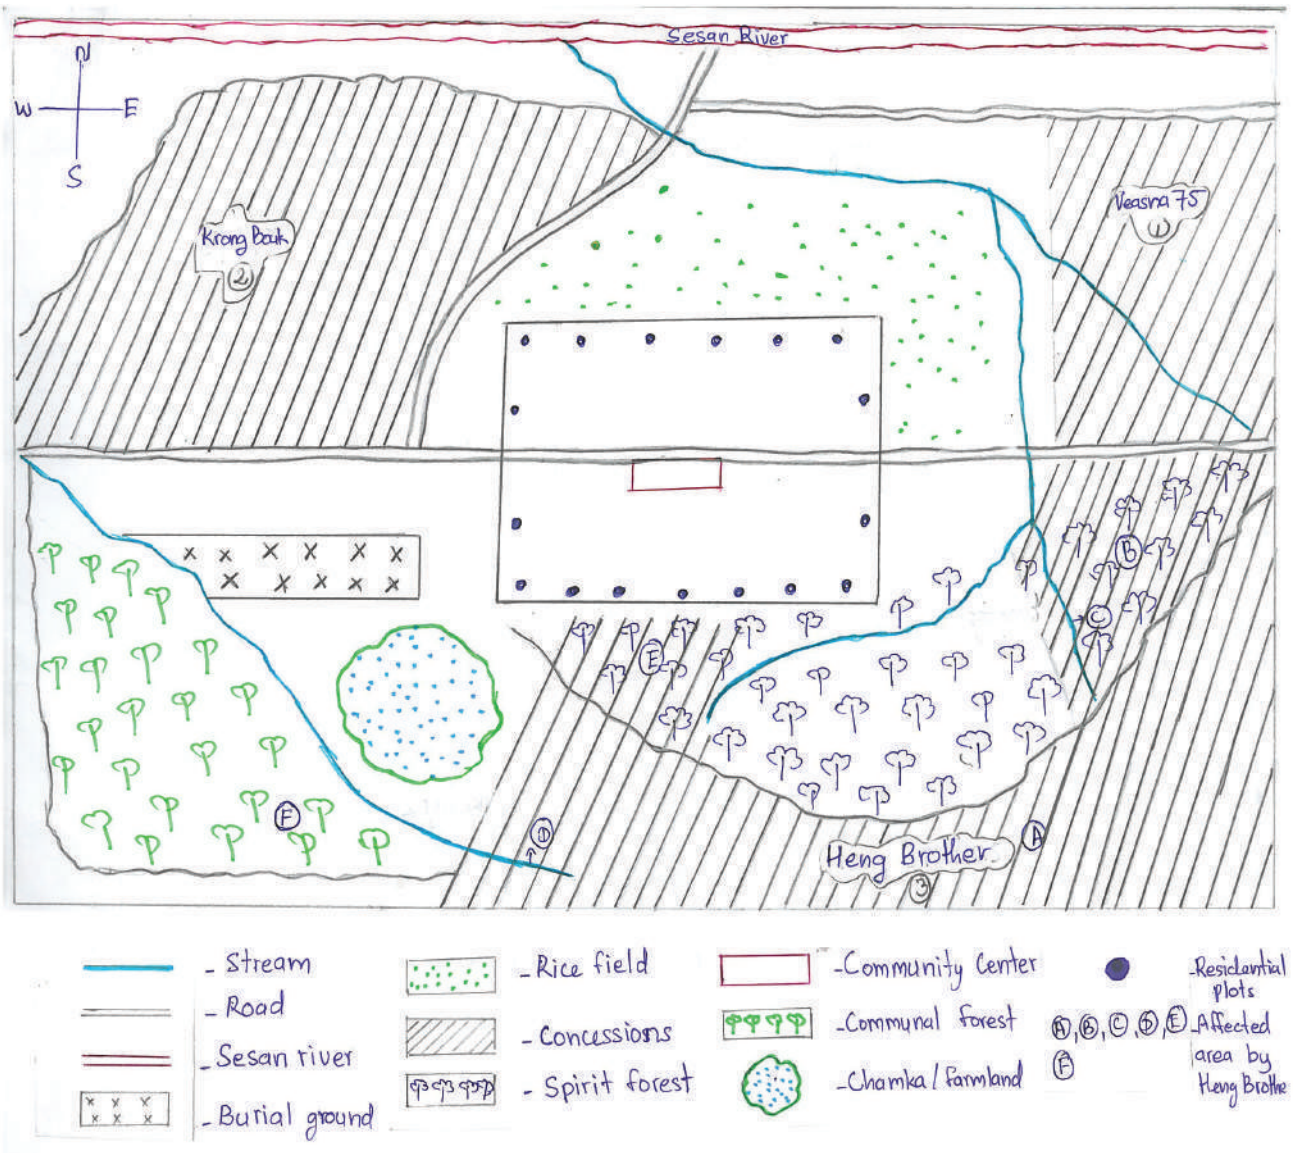 Sesan River
N
W
E
S
Krong Bouk
2
Veasna 75
1
B
C
E
F
D
A
Heng Brother
3
- Stream
- Road
- Sesan river
- Burial ground
- Rice field
- Concessions
- Spirit forest
- Community Center
- Communal forest
- Chamka / farmland
- Residential
plots
A, B, C, D, E - Affected
F
area by
Heng Brothe